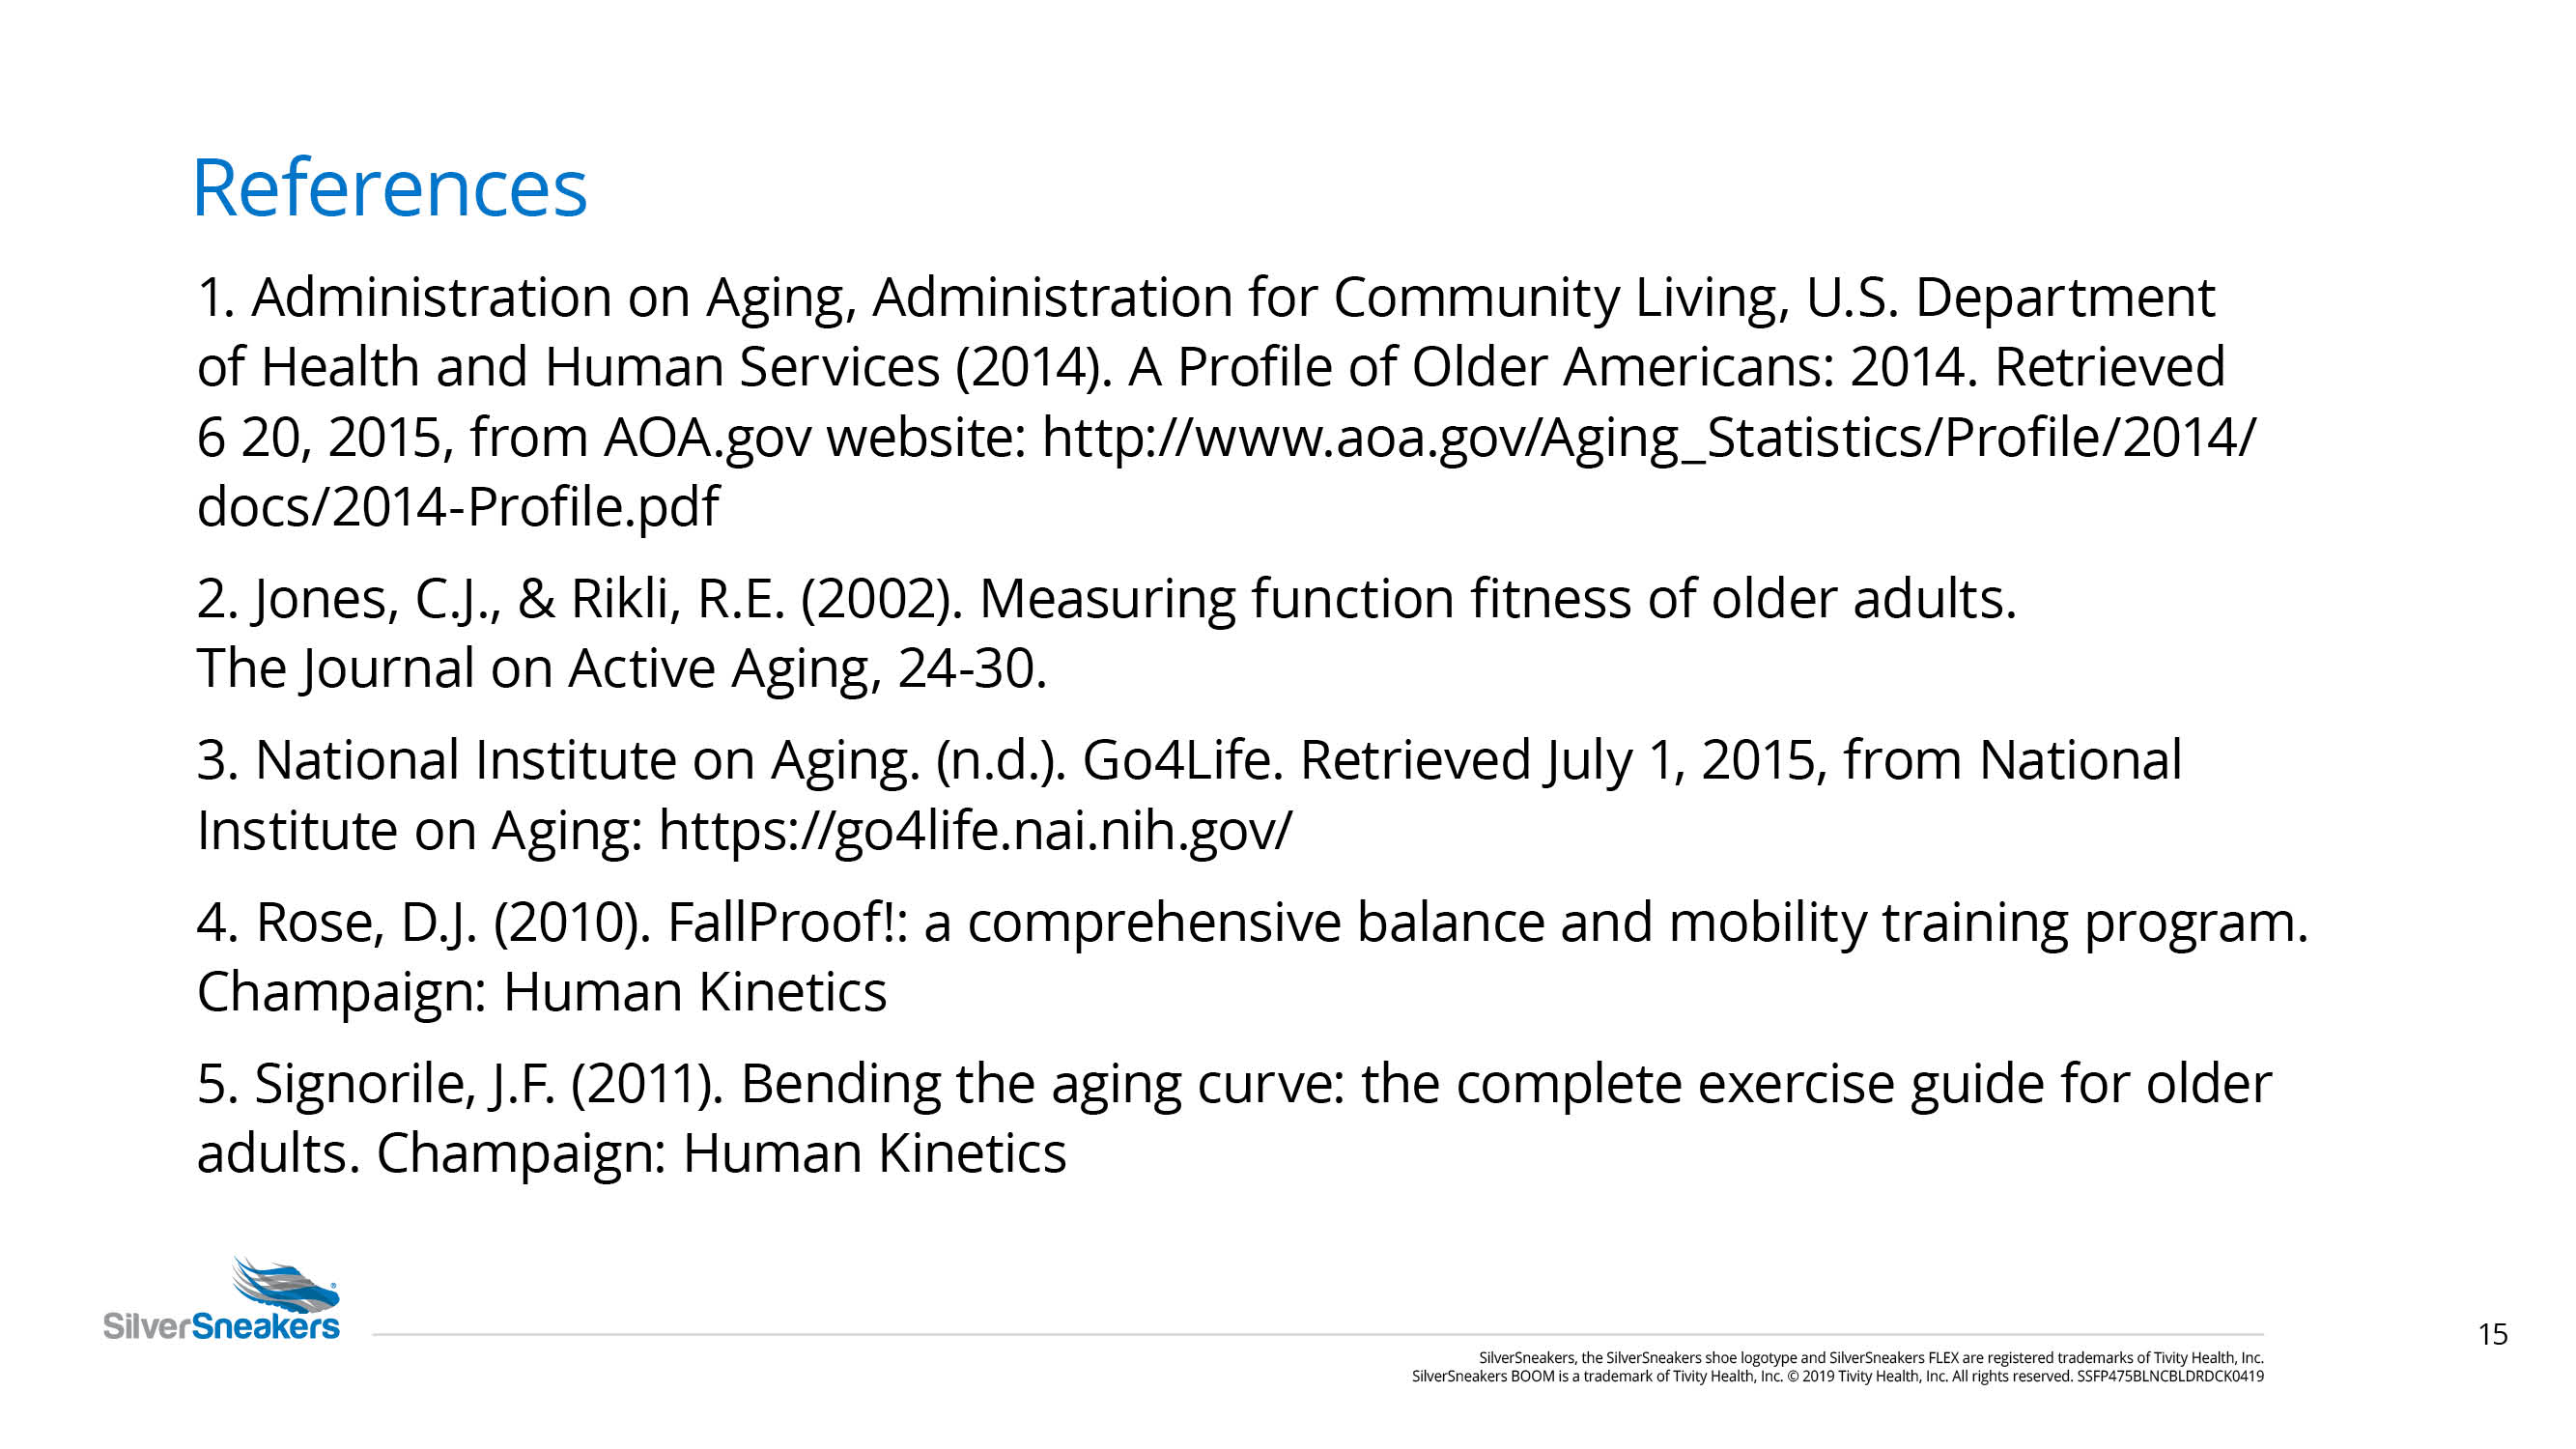 References
1. Administration on Aging, Administration for Community Living, U.S. Department
of Health and Human Services (2014). A Profile of Older Americans: 2014. Retrieved
6 20, 2015, from AOA.gov website: http://www.aoa.gov/Aging_Statistics/Profile/2014/
docs/2014-Profile.pdf
2. Jones, C.J., & Rikli, R.E. (2002). Measuring function fitness of older adults.
The Journal on Active Aging, 24-30.
3. National Institute on Aging. (n.d.). Go4Life. Retrieved July 1, 2015, from National
Institute on Aging: https://go4life.nai.nih.gov/
4. Rose, D.J. (2010). FallProof!: a comprehensive balance and mobility training program.
Champaign: Human Kinetics
5. Signorile, J.F. (2011). Bending the aging curve: the complete exercise guide for older
adults. Champaign: Human Kinetics
SilverSneakers®
15
SilverSneakers, the SilverSneakers shoe logotype and SilverSneakers FLEX are registered trademarks of Tivity Health, Inc.
SilverSneakers BOOM is a trademark of Tivity Health, Inc. © 2019 Tivity Health, Inc. All rights reserved. SSFP475BLNCBLDRDCK0419